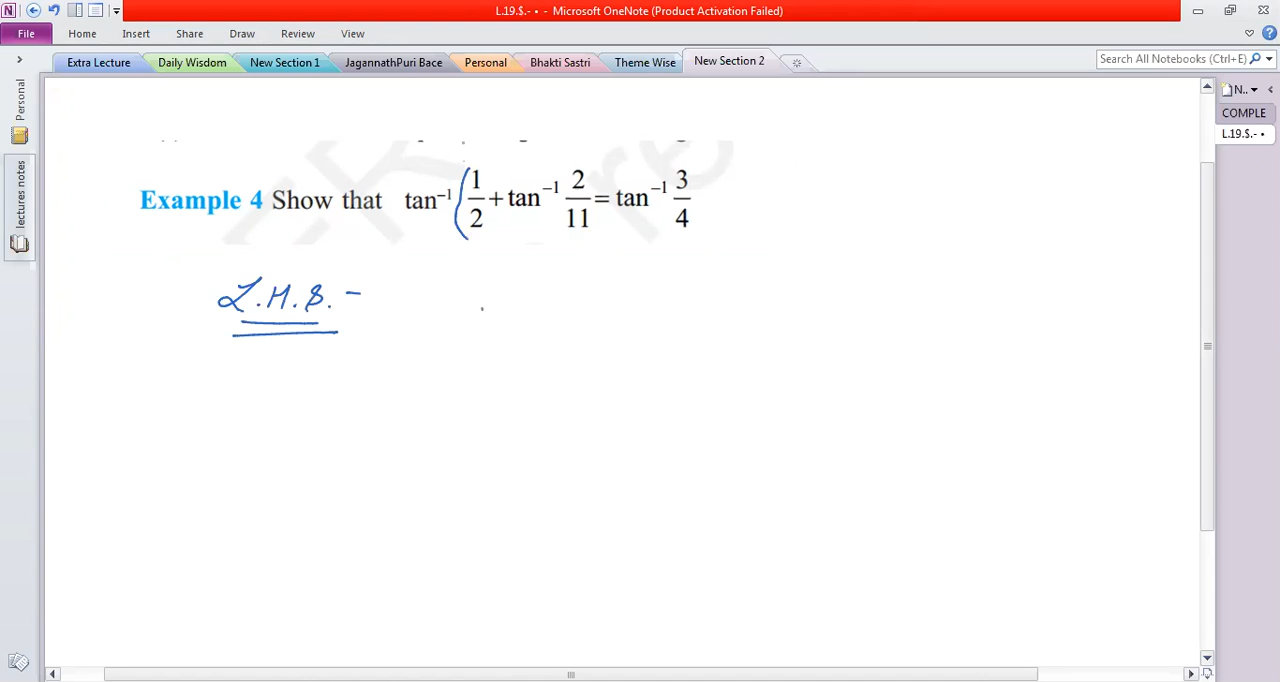 L.19.$.- • - Microsoft OneNote (Product Activation Failed)
File Home Insert Share Draw Review View
Extra Lecture Daily Wisdom New Section 1 JagannathPuri Bace Personal Bhakti Sastri Theme Wise New Section 2 Search All Notebooks (Ctrl+E)
N..
COMPLE
L.19.$.- •
Personal
lectures notes
Example 4 Show that tan⁻¹ (1/2 + tan⁻¹ 2/11 = tan⁻¹ 3/4
L.H.S. -